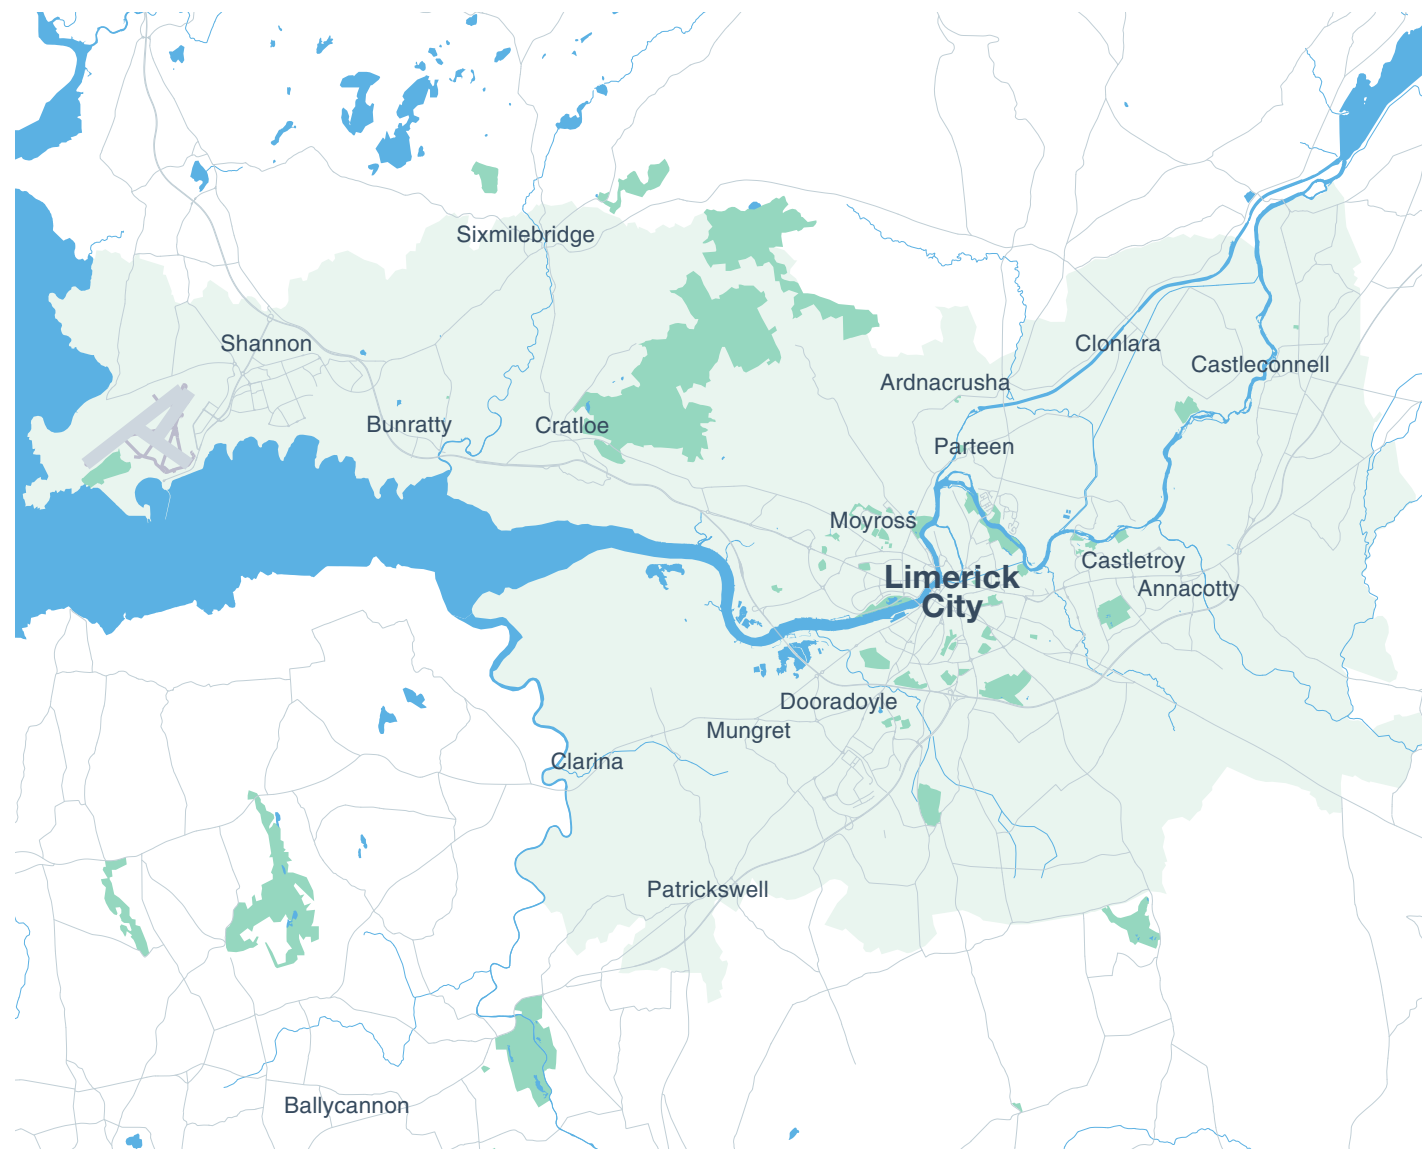 Sixmilebridge
Shannon
Clonlara
Castleconnell
Ardnacrusha
Bunratty
Cratloe
Parteen
Moyross
Castletroy
Limerick
City
Annacotty
Dooradoyle
Mungret
Clarina
Patrickswell
Ballycannon